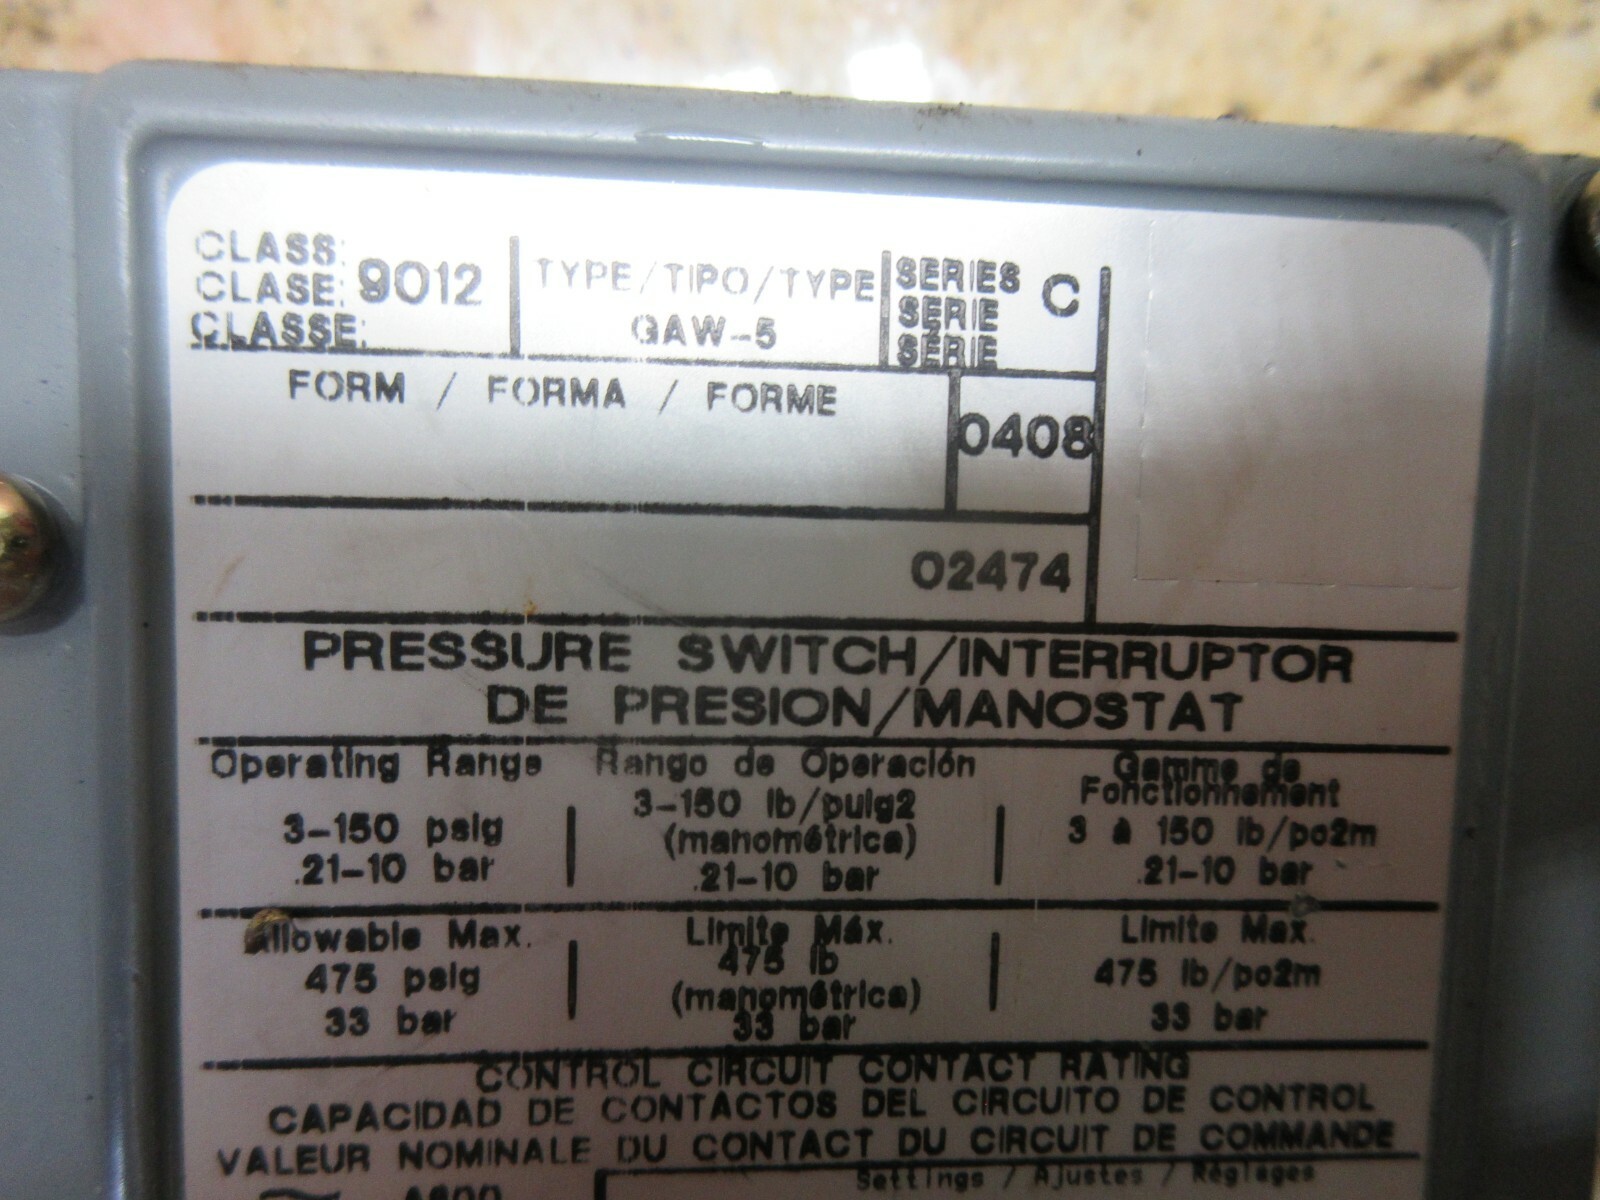 CLASS:
CLASE: 9012
CLASSE:
TYPE/TIPO/TYPE
GAW-5
SERIES
SERIE C
SÉRIE
FORM / FORMA / FORME
0408
02474
PRESSURE SWITCH/INTERRUPTOR
DE PRESION/MANOSTAT
Operating Range
3-150 psig
.21-10 bar
Rango de Operación
3-150 lb/pulg2
(manométrica)
.21-10 bar
Gamme de
Fonctionnement
3 à 150 lb/po2m
.21-10 bar
Allowable Max.
475 psig
33 bar
Limite Máx.
475 lb
(manométrica)
33 bar
Limite Max.
475 lb/po2m
33 bar
CONTROL CIRCUIT CONTACT RATING
CAPACIDAD DE CONTACTOS DEL CIRCUITO DE CONTROL
VALEUR NOMINALE DU CONTACT DU CIRCUIT DE COMMANDE
Settings / Ajustes / Réglages
A600